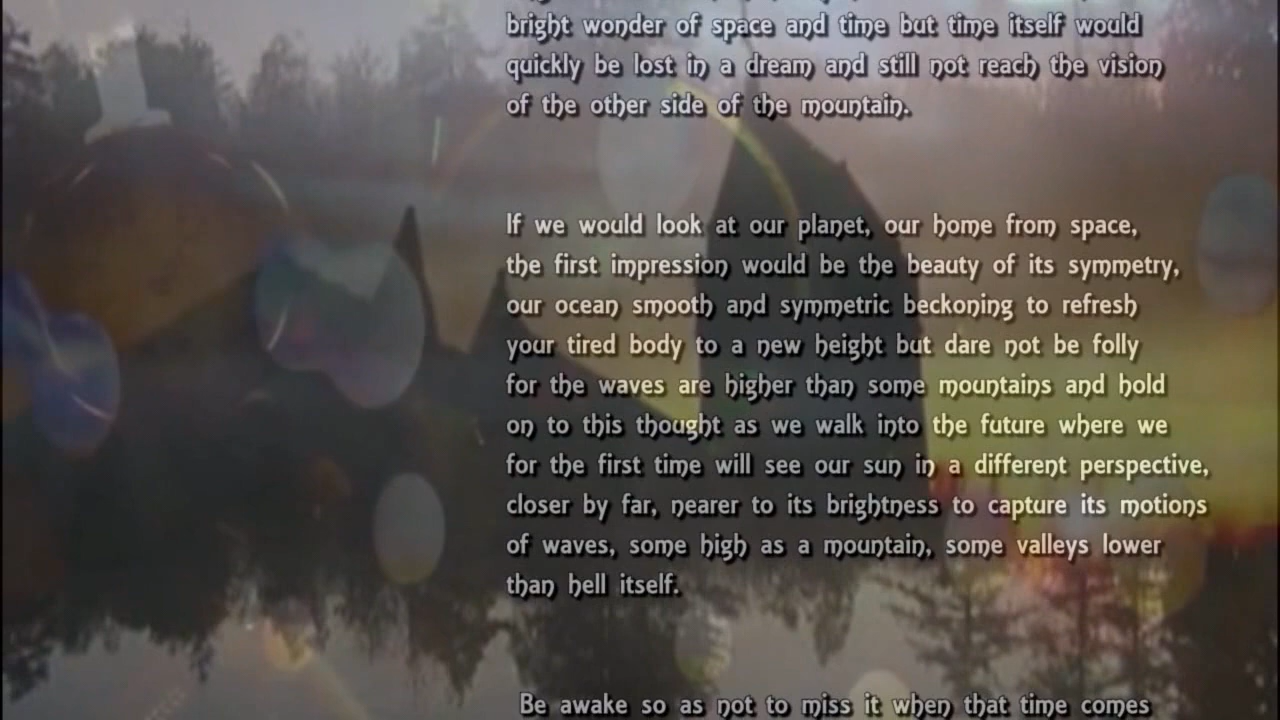 bright wonder of space and time but time itself would
quickly be lost in a dream and still not reach the vision
of the other side of the mountain.
If we would look at our planet, our home from space,
the first impression would be the beauty of its symmetry,
our ocean smooth and symmetric beckoning to refresh
your tired body to a new height but dare not be folly
for the waves are higher than some mountains and hold
on to this thought as we walk into the future where we
for the first time will see our sun in a different perspective,
closer by far, nearer to its brightness to capture its motions
of waves, some high as a mountain, some valleys lower
than hell itself.
Be awake so as not to miss it when that time comes